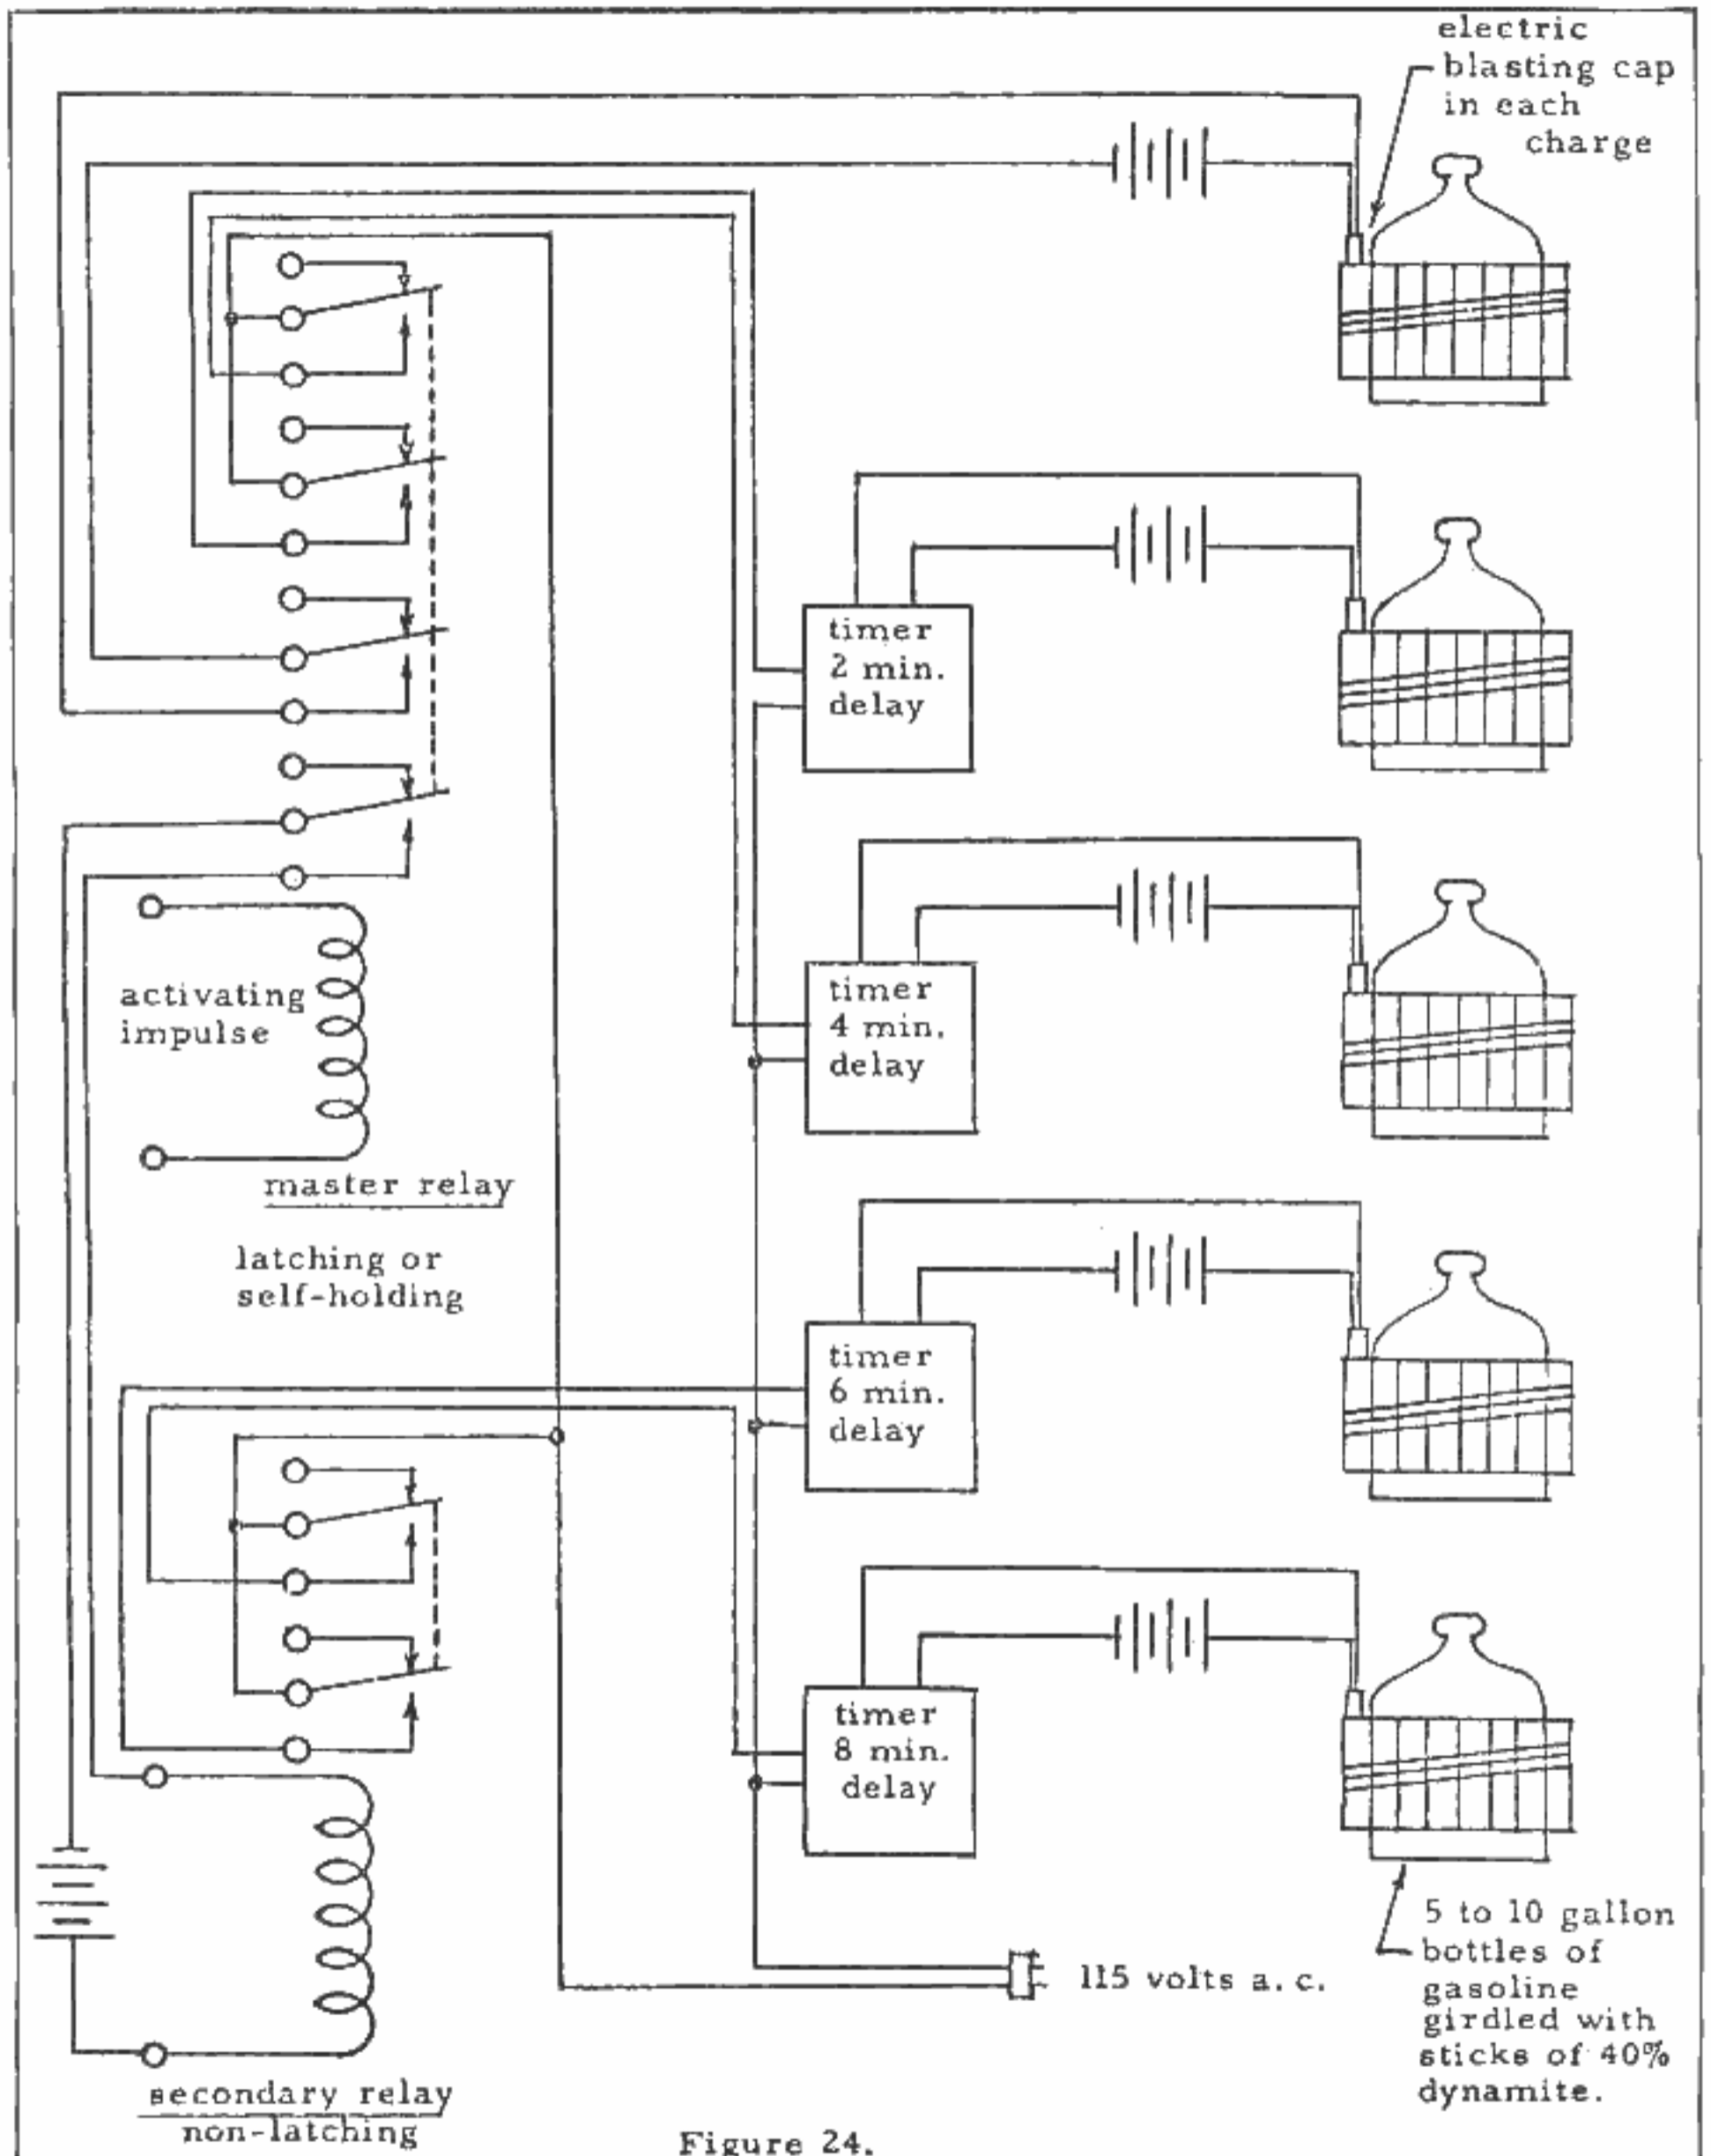 electric
blasting cap
in each
charge
timer
2 min.
delay
timer
4 min.
delay
activating
impulse
master relay
latching or
self-holding
timer
6 min.
delay
timer
8 min.
delay
115 volts a. c.
5 to 10 gallon
bottles of
gasoline
girdled with
sticks of 40%
dynamite.
secondary relay
non-latching
Figure 24.